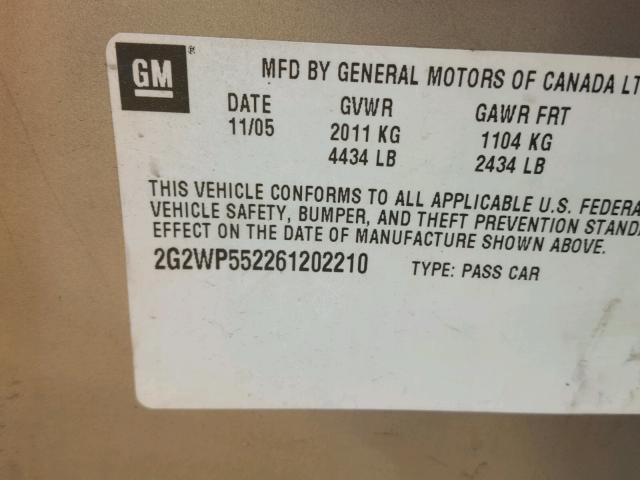 GM ®
MFD BY GENERAL MOTORS OF CANADA LT
DATE GVWR GAWR FRT
11/05 2011 KG 1104 KG
4434 LB 2434 LB
THIS VEHICLE CONFORMS TO ALL APPLICABLE U.S. FEDERA
VEHICLE SAFETY, BUMPER, AND THEFT PREVENTION STANDA
EFFECT ON THE DATE OF MANUFACTURE SHOWN ABOVE.
2G2WP552261202210 TYPE: PASS CAR